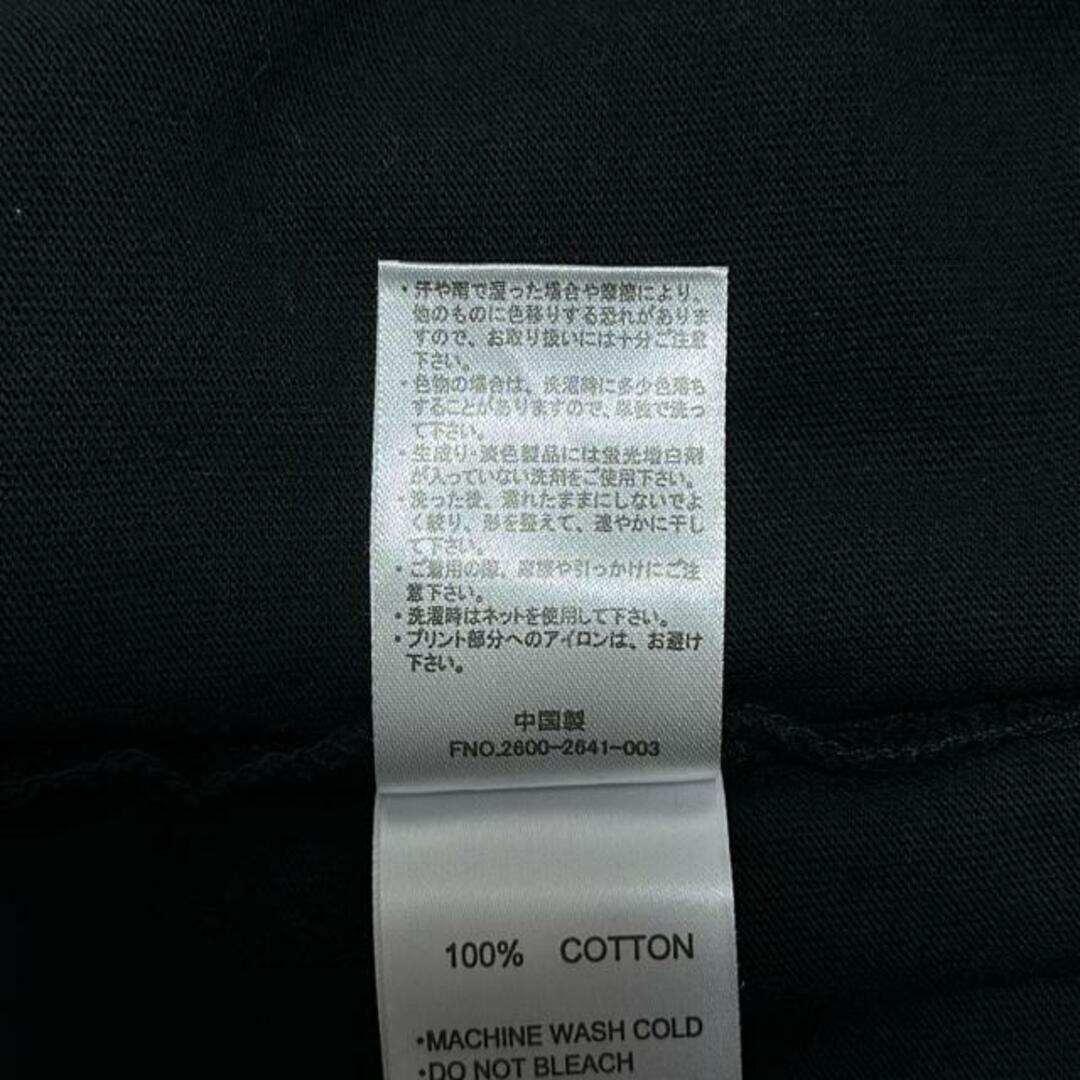 ・汗や雨で湿った場合や摩擦により、
他のものに色移りする恐れがありま
すので、お取り扱いには十分ご注意
下さい。
・色物の場合は、洗濯時に多少色落ち
することがありますので、単独で洗っ
て下さい。
・生成り・淡色製品には蛍光増白剤
が入っていない洗剤をご使用下さい。
・洗った後、濡れたままにしないでよ
く絞り、形を整えて、速やかに干し
て下さい。
・ご着用の際、摩擦や引っかけにご注
意下さい。
・洗濯時はネットを使用して下さい。
・プリント部分へのアイロンは、お避け
下さい。
中国製
FNO.2600-2641-003
100% COTTON
・MACHINE WASH COLD
・DO NOT BLEACH